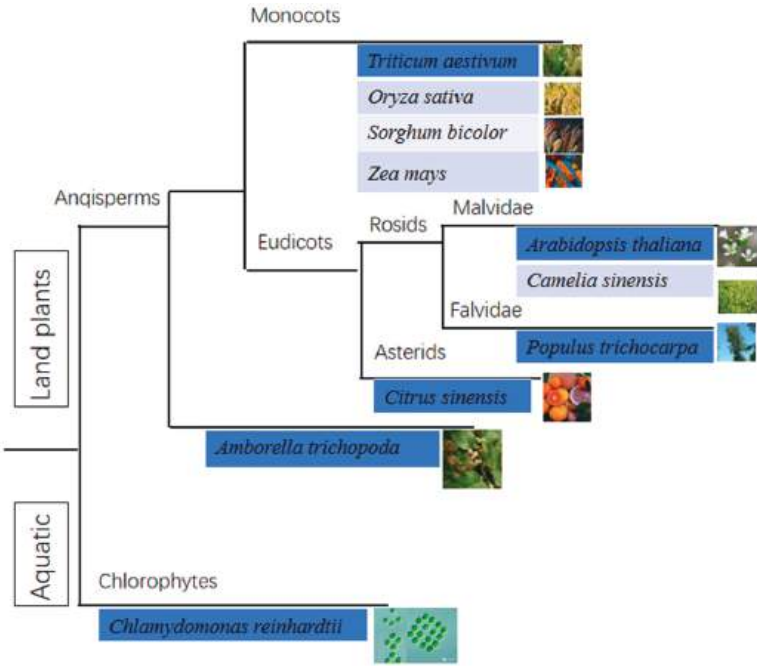 Monocots
Triticum aestivum
Oryza sativa
Sorghum bicolor
Zea mays
Anqisperms
Eudicots
Rosids
Malvidae
Arabidopsis thaliana
Camelia sinensis
Falvidae
Populus trichocarpa
Asterids
Citrus sinensis
Land plants
Amborella trichopoda
Aquatic
Chlorophytes
Chlamydomonas reinhardtii